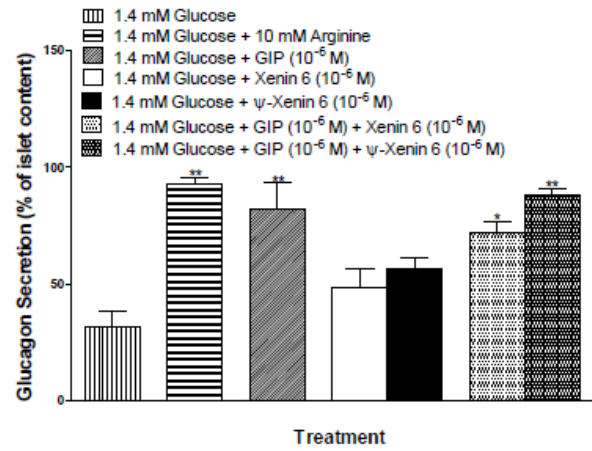 1.4 mM Glucose
1.4 mM Glucose + 10 mM Arginine
1.4 mM Glucose + GIP (10⁻⁶ M)
1.4 mM Glucose + Xenin 6 (10⁻⁶ M)
1.4 mM Glucose + ψ-Xenin 6 (10⁻⁶ M)
1.4 mM Glucose + GIP (10⁻⁶ M) + Xenin 6 (10⁻⁶ M)
1.4 mM Glucose + GIP (10⁻⁶ M) + ψ-Xenin 6 (10⁻⁶ M)
Glucagon Secretion (% of islet content)
150
100
50
0
**
**
*
**
Treatment